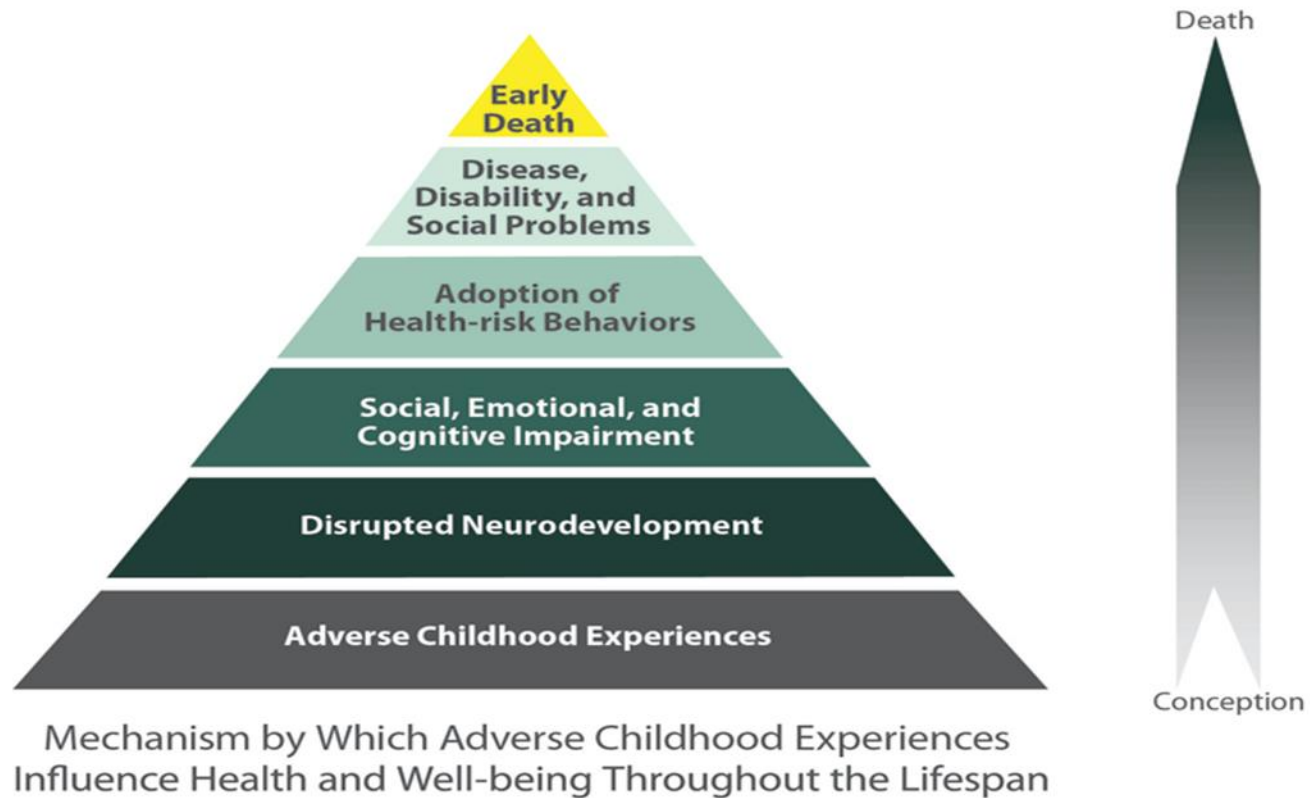 Death
Early
Death
Disease,
Disability, and
Social Problems
Adoption of
Health-risk Behaviors
Social, Emotional, and
Cognitive Impairment
Disrupted Neurodevelopment
Adverse Childhood Experiences
Conception
Mechanism by Which Adverse Childhood Experiences
Influence Health and Well-being Throughout the Lifespan